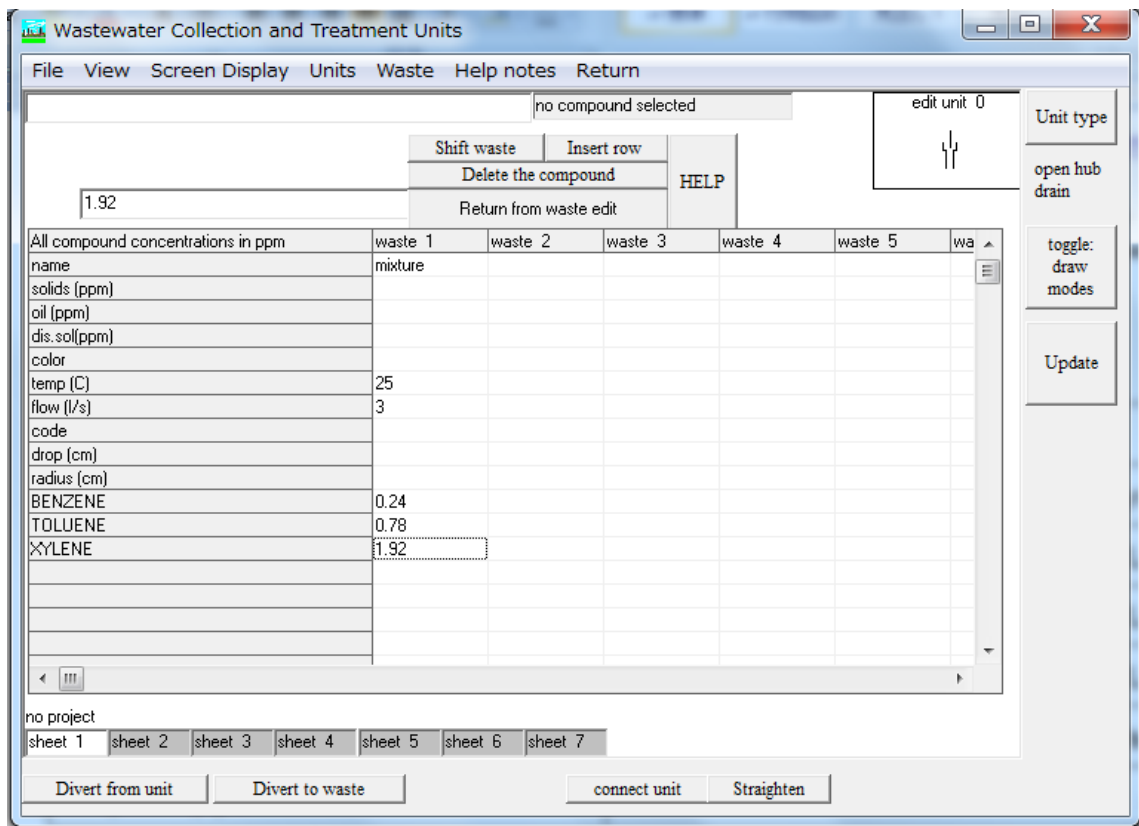 Wastewater Collection and Treatment Units
File View Screen Display Units Waste Help notes Return
no compound selected
edit unit 0
Unit type
Shift waste Insert row
Delete the compound
HELP
open hub
drain
1.92
Return from waste edit
All compound concentrations in ppm waste 1 waste 2 waste 3 waste 4 waste 5 wa
toggle:
draw
modes
name mixture
solids (ppm)
oil (ppm)
dis.sol(ppm)
color
Update
temp (C) 25
flow (l/s) 3
code
drop (cm)
radius (cm)
BENZENE 0.24
TOLUENE 0.78
XYLENE 1.92
no project
sheet 1 sheet 2 sheet 3 sheet 4 sheet 5 sheet 6 sheet 7
Divert from unit Divert to waste connect unit Straighten